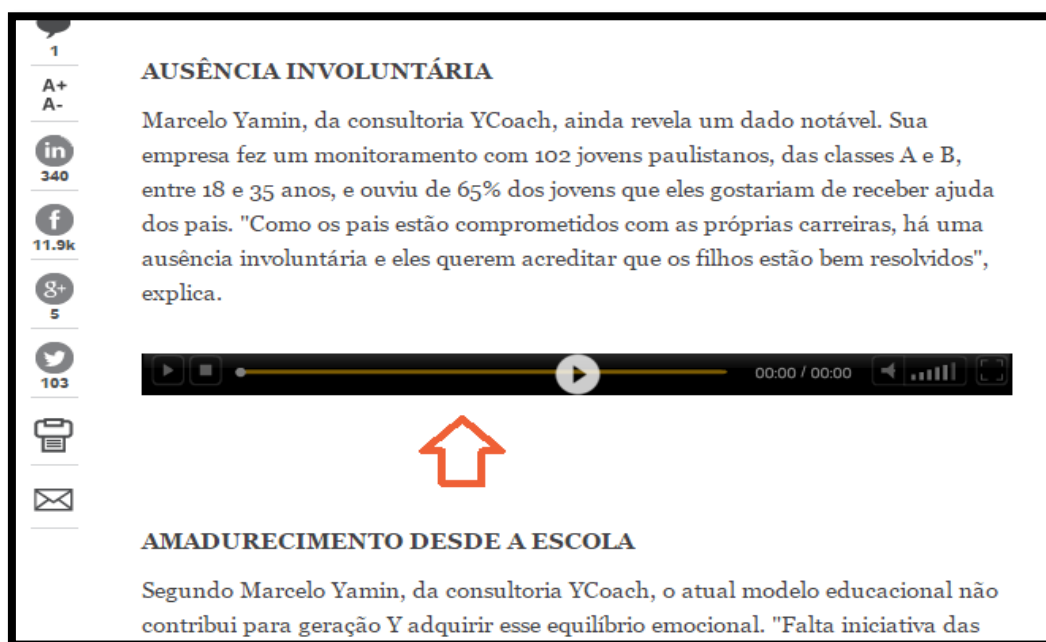 1
A+
A-
in
340
f
11.9k
g+
5
103
AUSÊNCIA INVOLUNTÁRIA
Marcelo Yamin, da consultoria YCoach, ainda revela um dado notável. Sua
empresa fez um monitoramento com 102 jovens paulistanos, das classes A e B,
entre 18 e 35 anos, e ouviu de 65% dos jovens que eles gostariam de receber ajuda
dos pais. "Como os pais estão comprometidos com as próprias carreiras, há uma
ausência involuntária e eles querem acreditar que os filhos estão bem resolvidos",
explica.
00:00 / 00:00
AMADURECIMENTO DESDE A ESCOLA
Segundo Marcelo Yamin, da consultoria YCoach, o atual modelo educacional não
contribui para geração Y adquirir esse equilíbrio emocional. "Falta iniciativa das